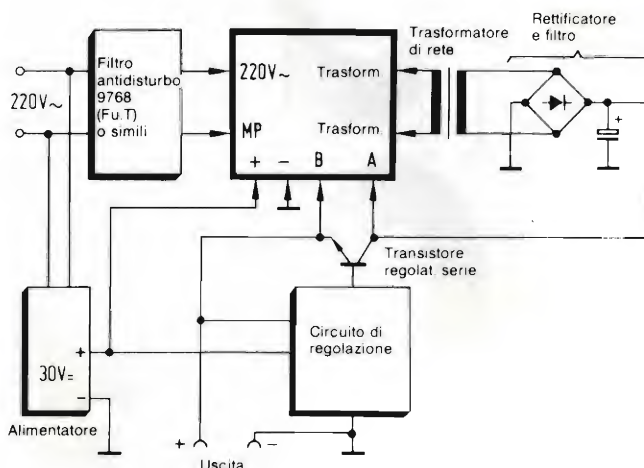 Rettificatore
e filtro
Trasformatore
di rete
Filtro
antidisturbo
9768
(Fu.T)
o simili
220V~
220V~
Trasform.
MP
Trasform.
+ − B A
+
Transistore
regolat. serie
Circuito di
regolazione
30V=
+
−
Alimentatore
+ −
Uscita